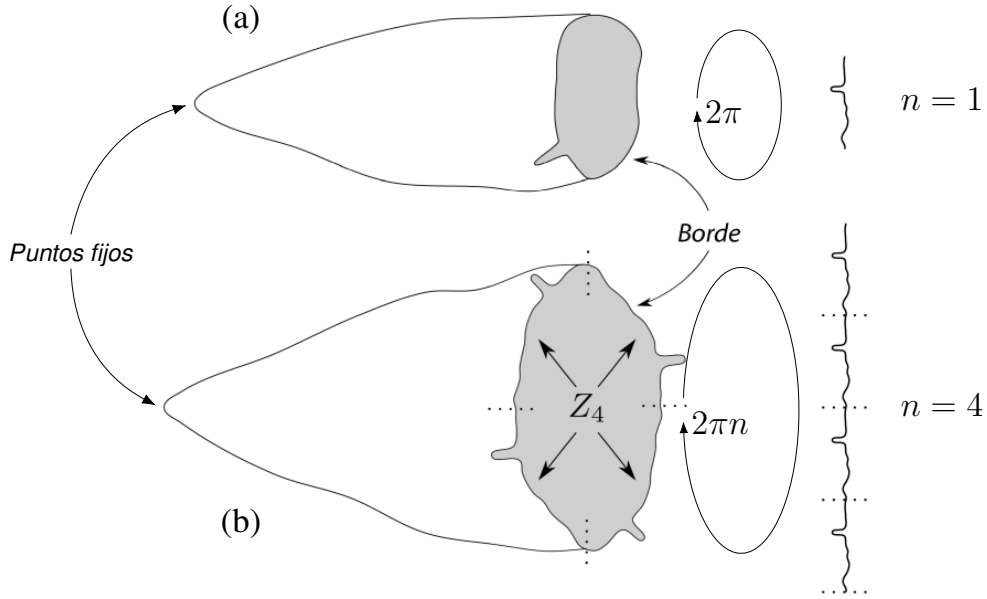 (a)
2π
n = 1
Puntos fijos
Borde
Z₄
2πn
n = 4
(b)